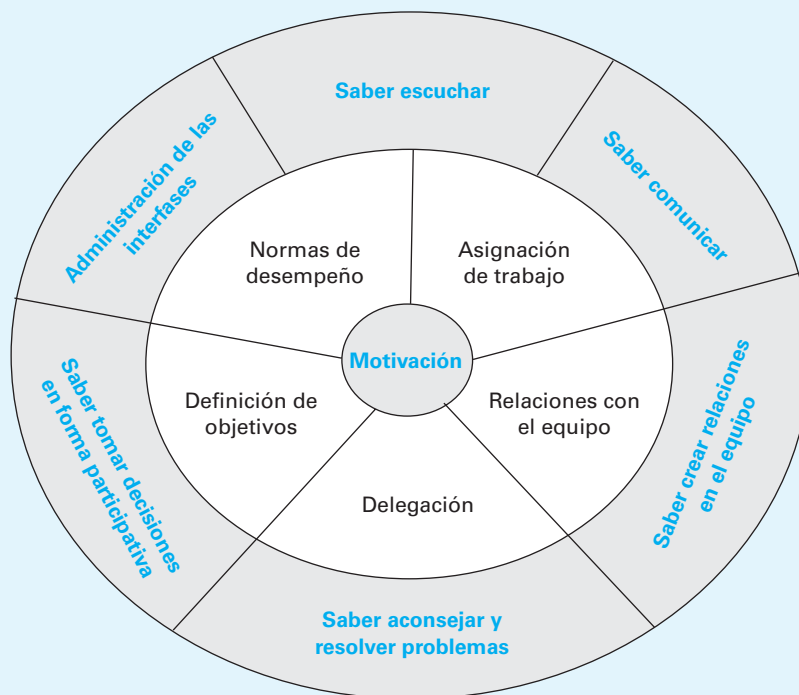 Saber escuchar
Saber comunicar
Saber crear relaciones
en el equipo
Saber aconsejar y
resolver problemas
Saber tomar decisiones
en forma participativa
Administración de las
interfases
Normas de
desempeño
Asignación
de trabajo
Relaciones con
el equipo
Delegación
Definición de
objetivos
Motivación